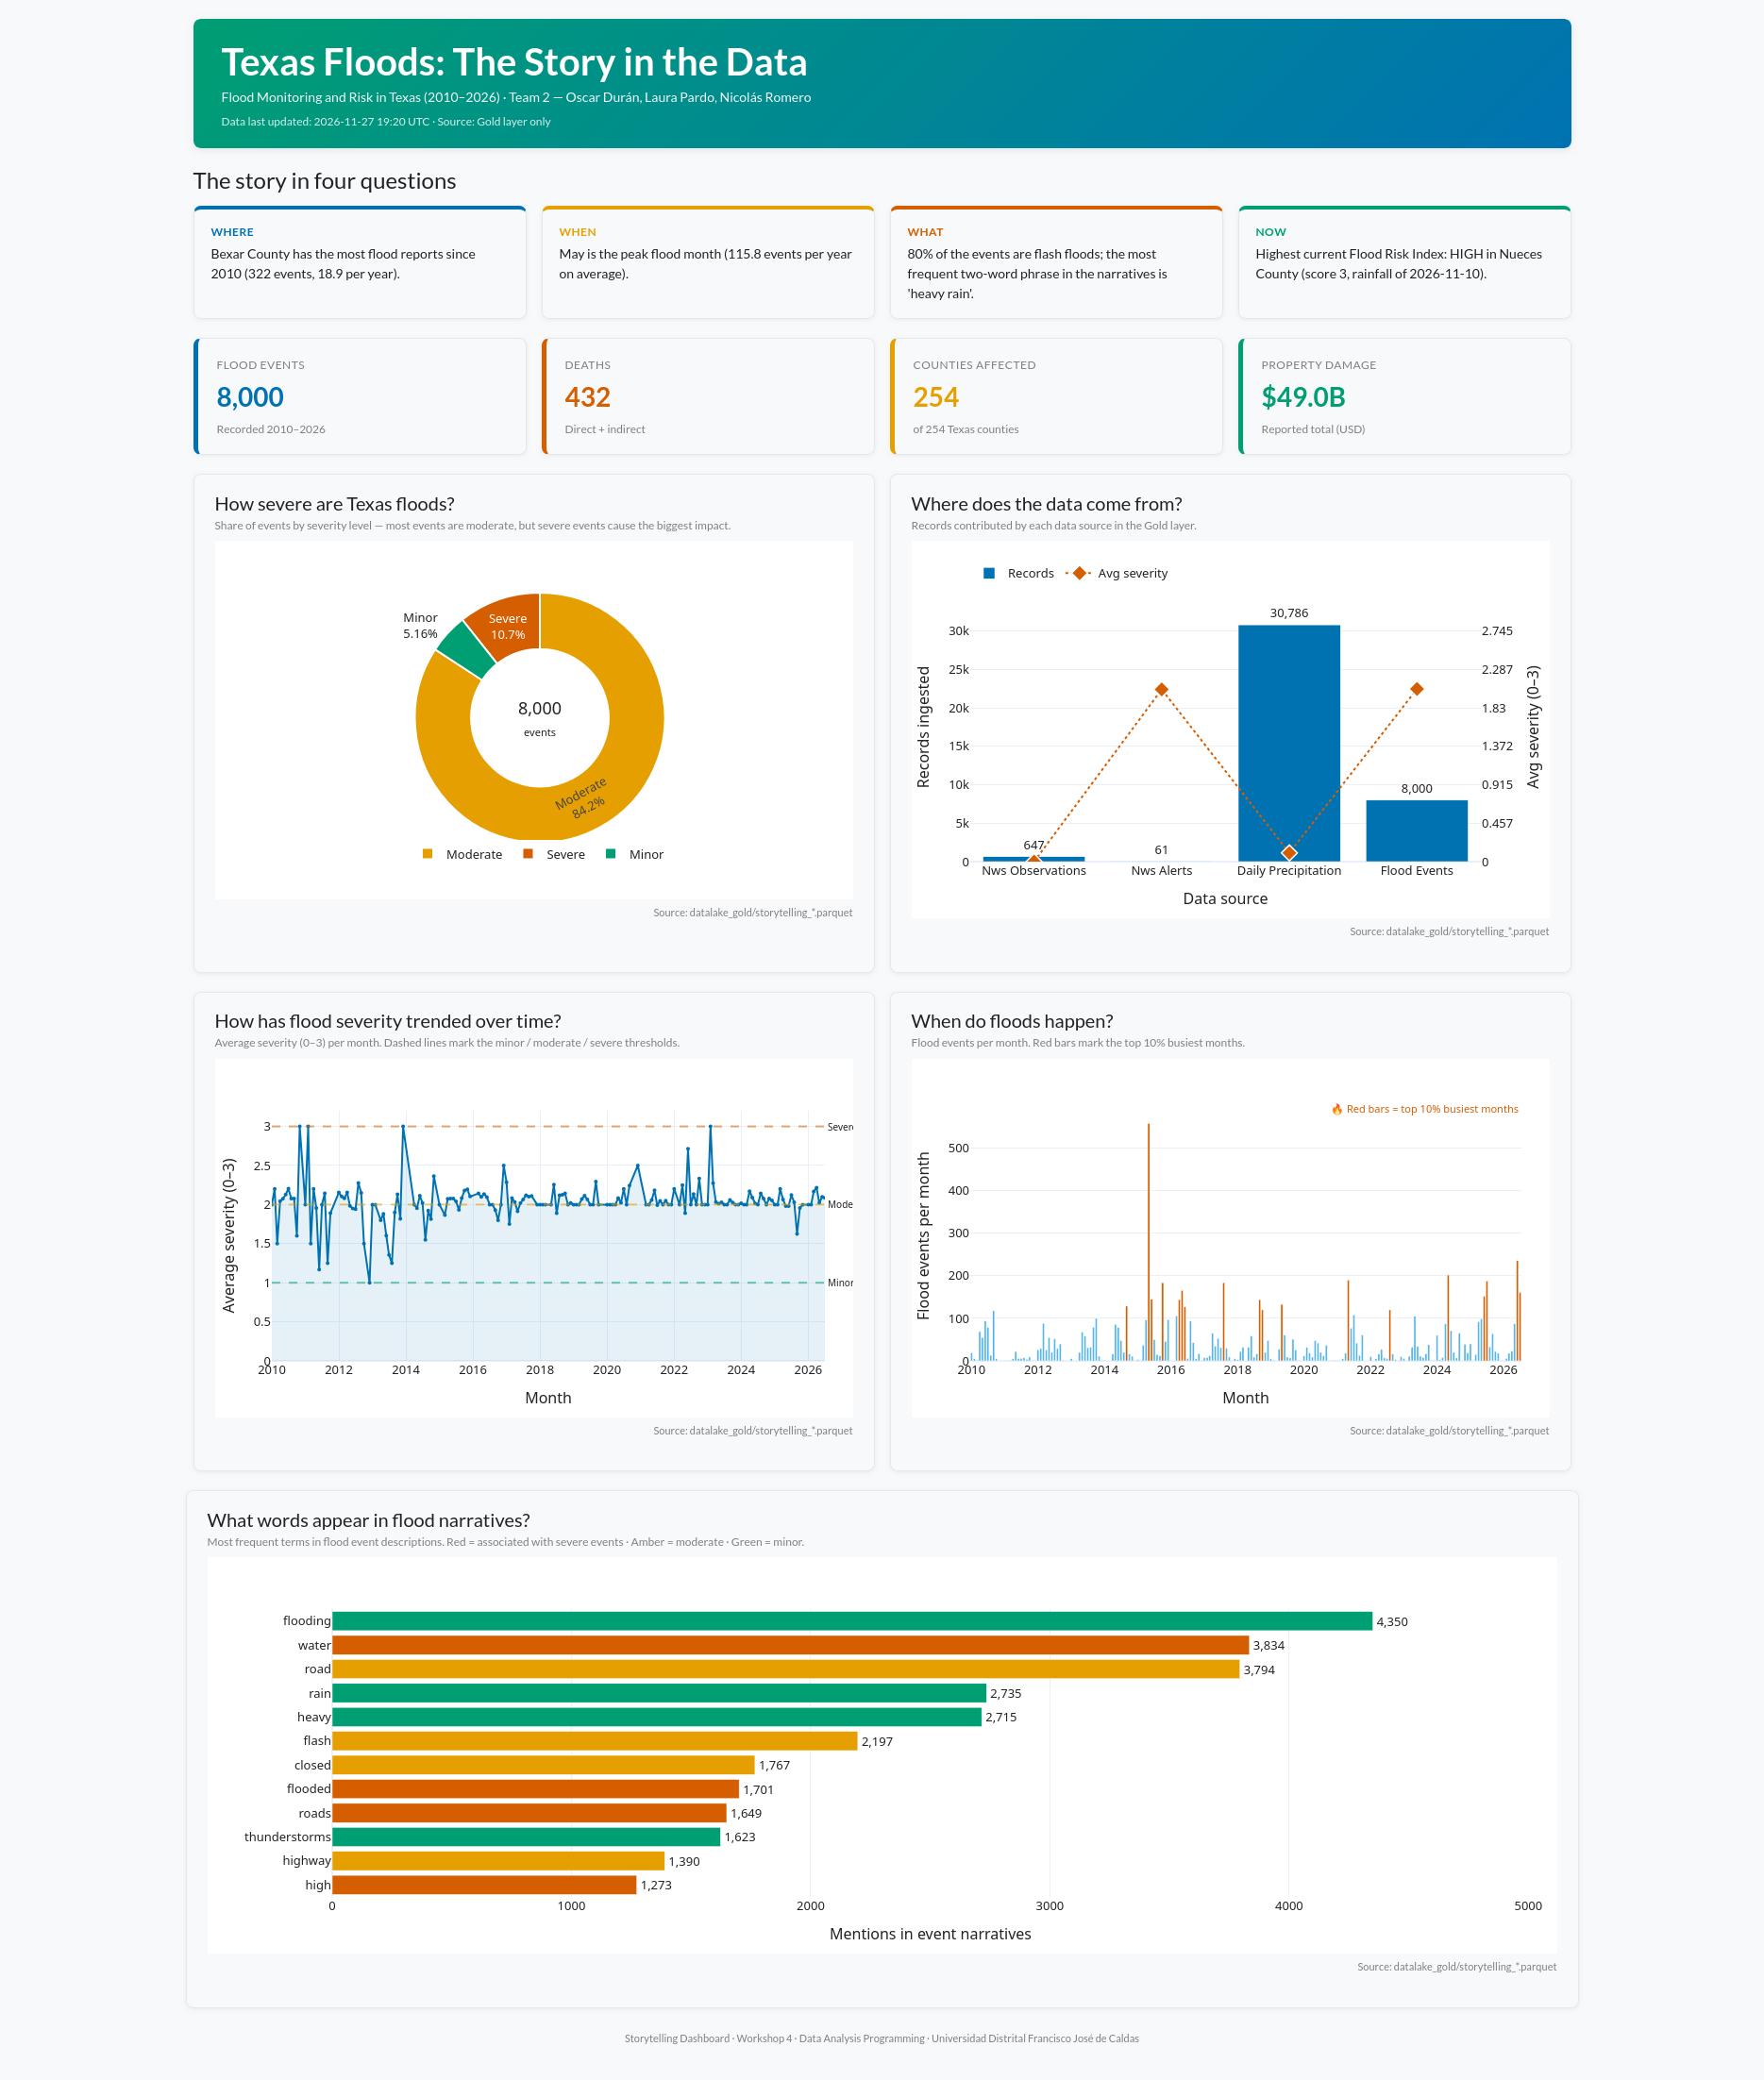 Texas Floods: The Story in the Data
Flood Monitoring and Risk in Texas (2010–2026) · Team 2 — Oscar Durán, Laura Pardo, Nicolás Romero
Data last updated: 2026-11-27 19:20 UTC · Source: Gold layer only
The story in four questions
WHERE
Bexar County has the most flood reports since
2010 (322 events, 18.9 per year).
WHEN
May is the peak flood month (115.8 events per year
on average).
WHAT
80% of the events are flash floods; the most
frequent two-word phrase in the narratives is
'heavy rain'.
NOW
Highest current Flood Risk Index: HIGH in Nueces
County (score 3, rainfall of 2026-11-10).
FLOOD EVENTS
8,000
Recorded 2010–2026
DEATHS
432
Direct + indirect
COUNTIES AFFECTED
254
of 254 Texas counties
PROPERTY DAMAGE
$49.0B
Reported total (USD)
How severe are Texas floods?
Share of events by severity level — most events are moderate, but severe events cause the biggest impact.
Minor
5.16%
Severe
10.7%
8,000
events
Moderate
84.2%
Moderate
Severe
Minor
Source: datalake_gold/storytelling_*.parquet
Where does the data come from?
Records contributed by each data source in the Gold layer.
Records
Avg severity
30k
25k
20k
15k
10k
5k
0
Records ingested
647
61
30,786
8,000
2.745
2.287
1.83
1.372
0.915
0.457
0
Avg severity (0–3)
Nws Observations
Nws Alerts
Daily Precipitation
Flood Events
Data source
Source: datalake_gold/storytelling_*.parquet
How has flood severity trended over time?
Average severity (0–3) per month. Dashed lines mark the minor / moderate / severe thresholds.
3
2.5
2
1.5
1
0.5
0
Average severity (0–3)
Severe
Mode
Minor
2010
2012
2014
2016
2018
2020
2022
2024
2026
Month
Source: datalake_gold/storytelling_*.parquet
When do floods happen?
Flood events per month. Red bars mark the top 10% busiest months.
🔥 Red bars = top 10% busiest months
500
400
300
200
100
0
Flood events per month
2010
2012
2014
2016
2018
2020
2022
2024
2026
Month
Source: datalake_gold/storytelling_*.parquet
What words appear in flood narratives?
Most frequent terms in flood event descriptions. Red = associated with severe events · Amber = moderate · Green = minor.
flooding 4,350
water 3,834
road 3,794
rain 2,735
heavy 2,715
flash 2,197
closed 1,767
flooded 1,701
roads 1,649
thunderstorms 1,623
highway 1,390
high 1,273
0
1000
2000
3000
4000
5000
Mentions in event narratives
Source: datalake_gold/storytelling_*.parquet
Storytelling Dashboard · Workshop 4 · Data Analysis Programming · Universidad Distrital Francisco José de Caldas